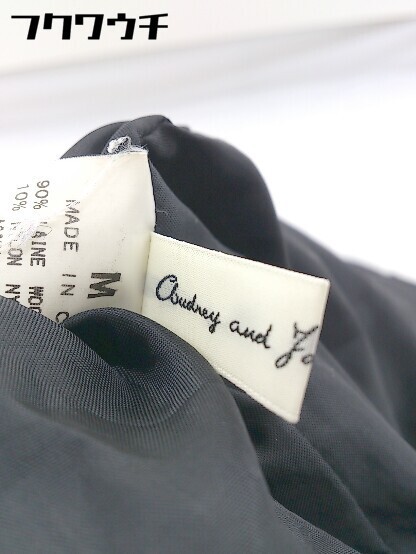 フクワウチ
M
MADE IN
90% LAINE
10%
Audrey and